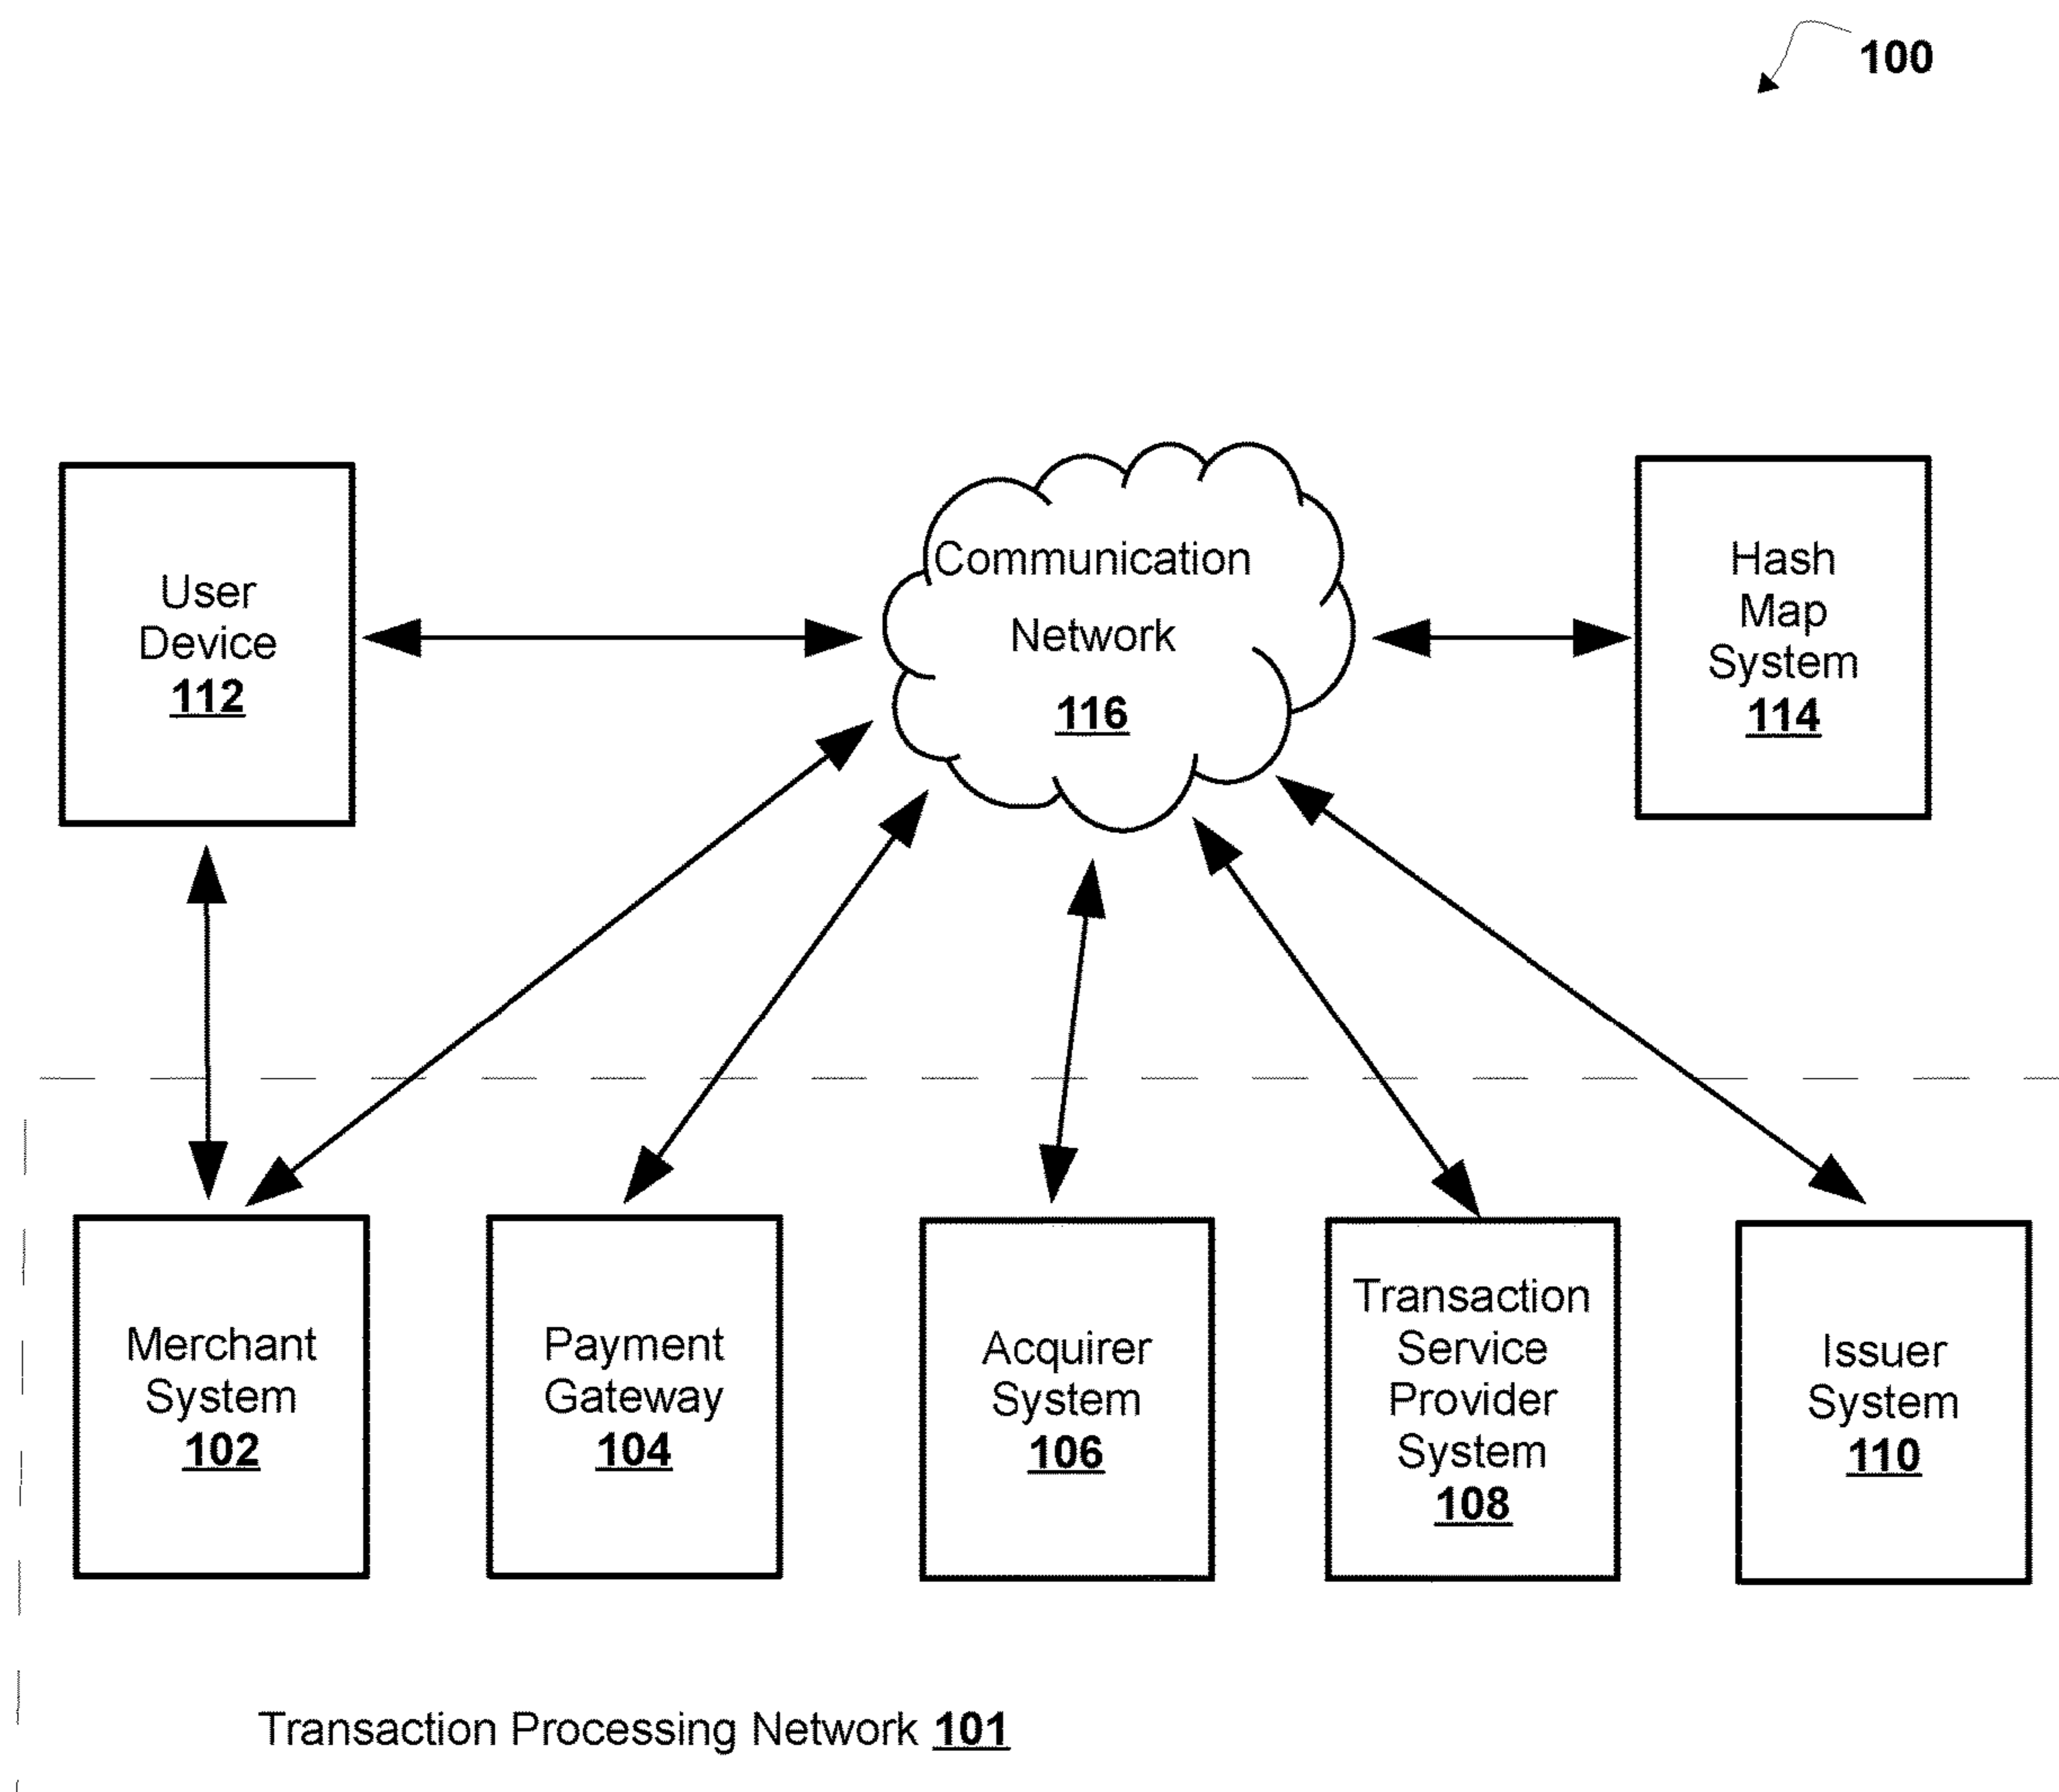 100
User
Device
112
Communication
Network
116
Hash
Map
System
114
Merchant
System
102
Payment
Gateway
104
Acquirer
System
106
Transaction
Service
Provider
System
108
Issuer
System
110
Transaction Processing Network 101